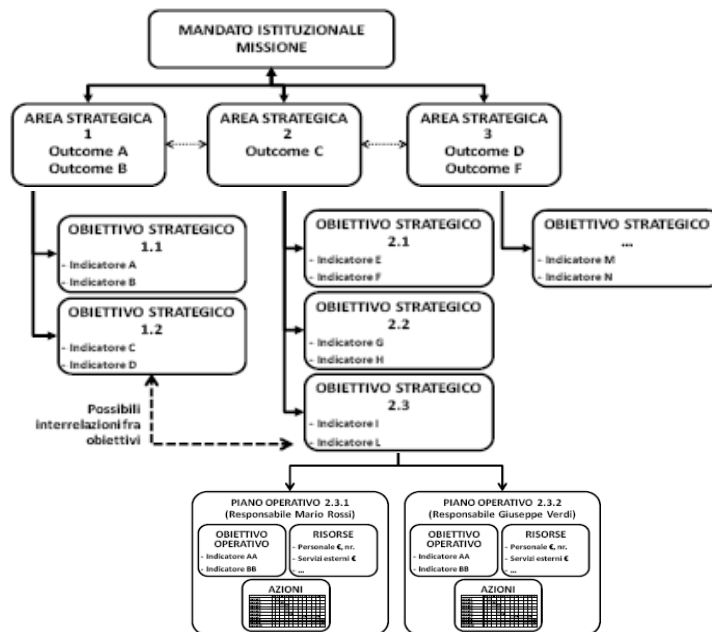 MANDATO ISTITUZIONALE
MISSIONE
AREA STRATEGICA
1
Outcome A
Outcome B
AREA STRATEGICA
2
Outcome C
AREA STRATEGICA
3
Outcome D
Outcome F
OBIETTIVO STRATEGICO
1.1
- Indicatore A
- Indicatore B
OBIETTIVO STRATEGICO
1.2
- Indicatore C
- Indicatore D
OBIETTIVO STRATEGICO
2.1
- Indicatore E
- Indicatore F
OBIETTIVO STRATEGICO
2.2
- Indicatore G
- Indicatore H
OBIETTIVO STRATEGICO
2.3
- Indicatore I
- Indicatore L
OBIETTIVO STRATEGICO
...
- Indicatore M
- Indicatore N
Possibili
interrelazioni fra
obiettivi
PIANO OPERATIVO 2.3.1
(Responsabile Mario Rossi)
OBIETTIVO
OPERATIVO
- Indicatore AA
- Indicatore BB
RISORSE
- Personale €, nr.
- Servizi esterni €
- ...
AZIONI
PIANO OPERATIVO 2.3.2
(Responsabile Giuseppe Verdi)
OBIETTIVO
OPERATIVO
- Indicatore AA
- Indicatore BB
RISORSE
- Personale €, nr.
- Servizi esterni €
- ...
AZIONI